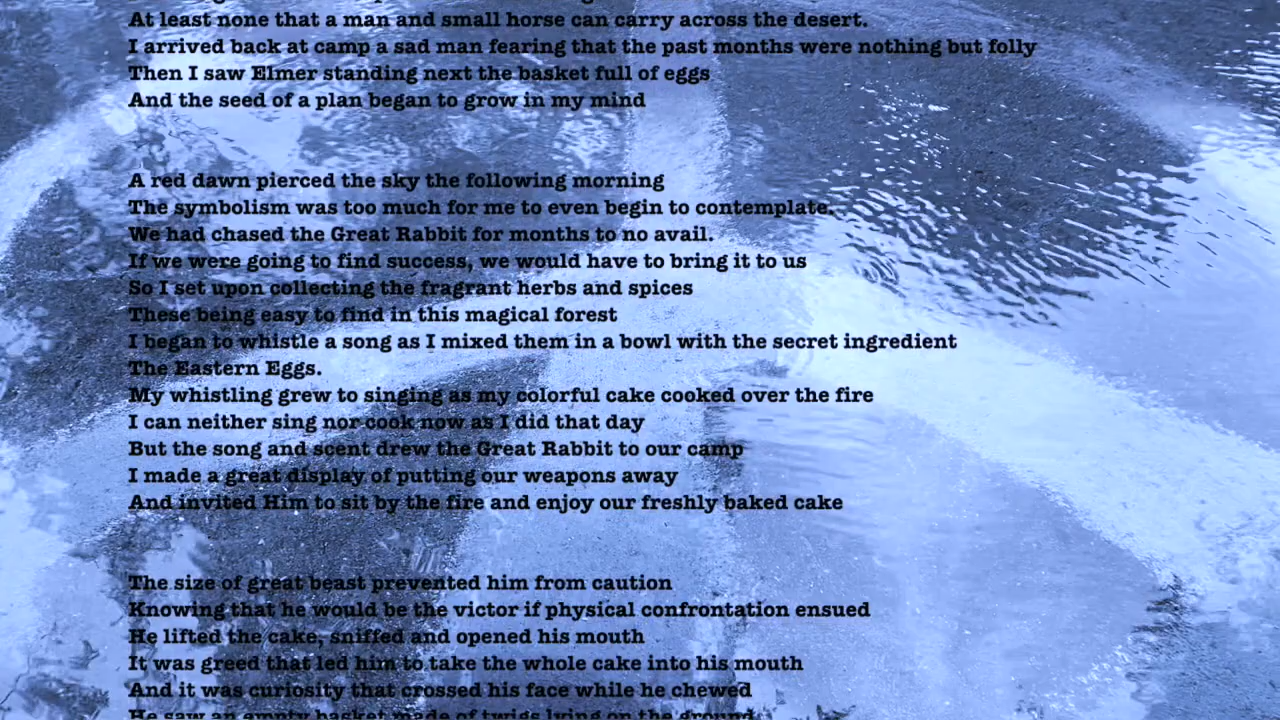 At least none that a man and small horse can carry across the desert.
I arrived back at camp a sad man fearing that the past months were nothing but folly
Then I saw Elmer standing next the basket full of eggs
And the seed of a plan began to grow in my mind
A red dawn pierced the sky the following morning
The symbolism was too much for me to even begin to contemplate.
We had chased the Great Rabbit for months to no avail.
If we were going to find success, we would have to bring it to us
So I set upon collecting the fragrant herbs and spices
These being easy to find in this magical forest
I began to whistle a song as I mixed them in a bowl with the secret ingredient
The Eastern Eggs.
My whistling grew to singing as my colorful cake cooked over the fire
I can neither sing nor cook now as I did that day
But the song and scent drew the Great Rabbit to our camp
I made a great display of putting our weapons away
And invited Him to sit by the fire and enjoy our freshly baked cake
The size of great beast prevented him from caution
Knowing that he would be the victor if physical confrontation ensued
He lifted the cake, sniffed and opened his mouth
It was greed that led him to take the whole cake into his mouth
And it was curiosity that crossed his face while he chewed
He saw an empty basket made of twigs lying on the ground